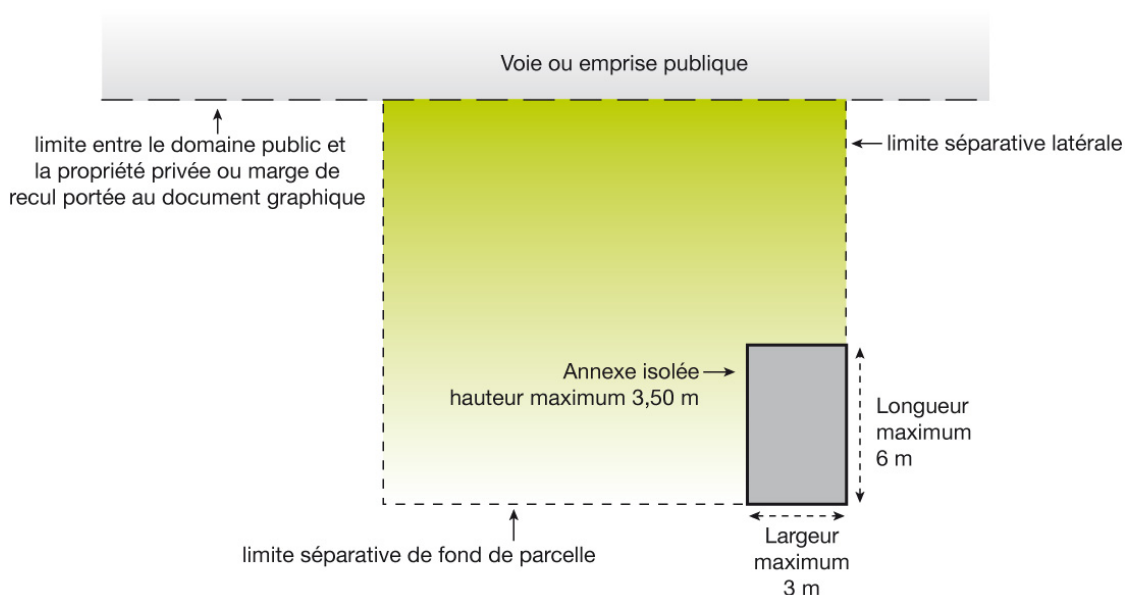 Voie ou emprise publique
limite entre le domaine public et
la propriété privée ou marge de
recul portée au document graphique
limite séparative latérale
Annexe isolée
hauteur maximum 3,50 m
Longueur
maximum
6 m
limite séparative de fond de parcelle
Largeur
maximum
3 m